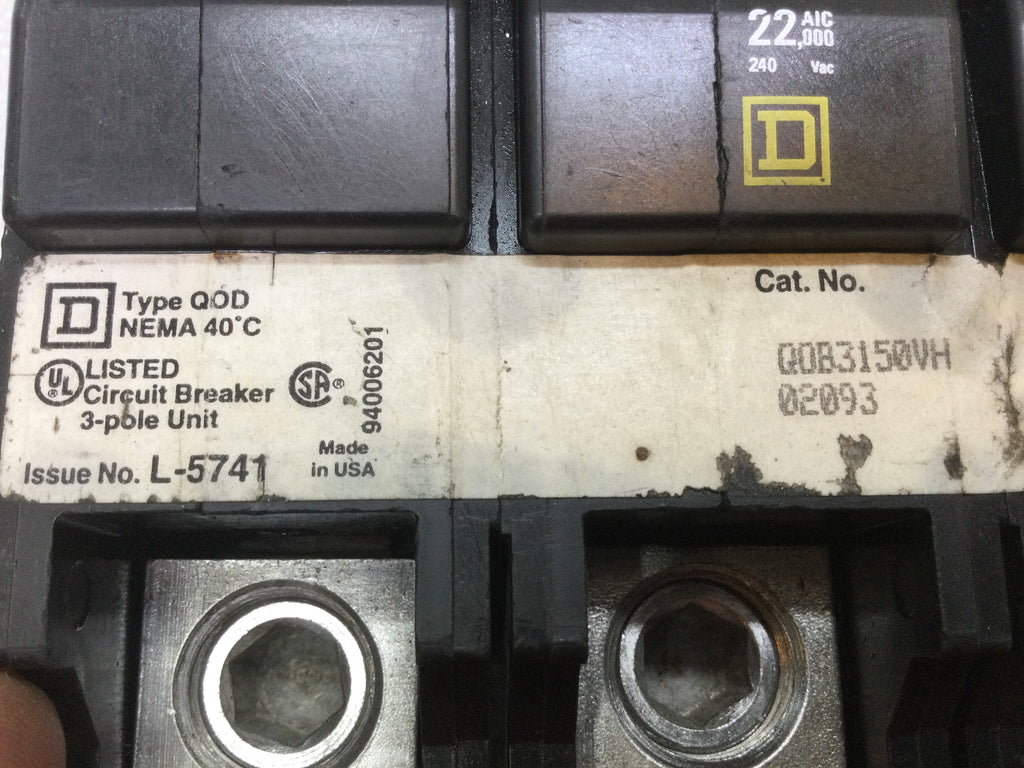 22,000 AIC
240 Vac
D
D
Type QOD
NEMA 40°C
UL ®
LISTED
Circuit Breaker
3-pole Unit
SA ®
94006201
Made
in USA
Issue No. L-5741
Cat. No.
QOB3150VH
02093